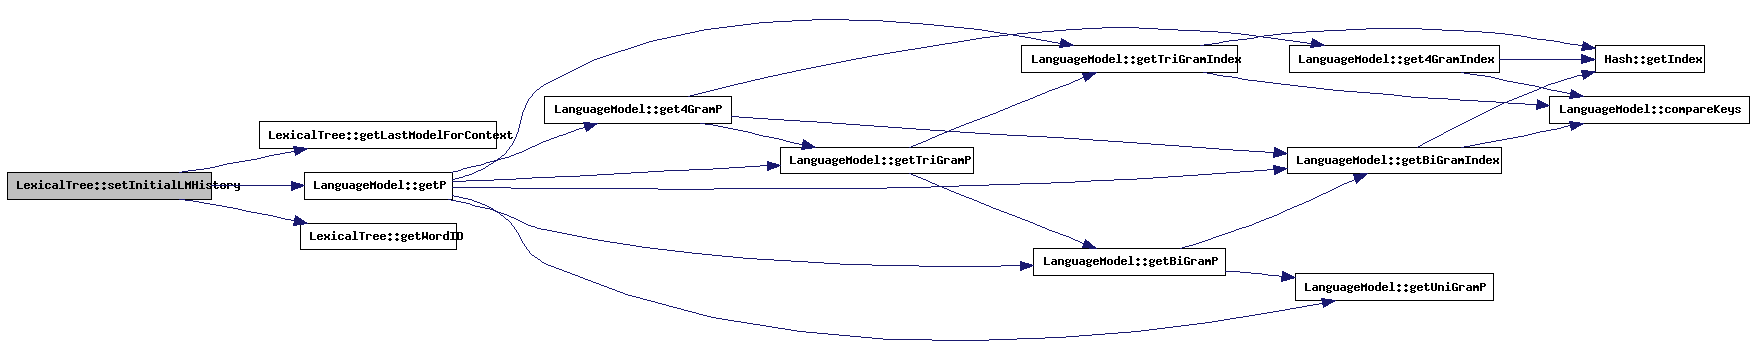 LexicalTree::setInitialLMHistory
LexicalTree::getLastModelForContext
LanguageModel::getP
LexicalTree::getWordID
LanguageModel::get4GramP
LanguageModel::getTriGramP
LanguageModel::getTriGramIndex
LanguageModel::getBiGramP
LanguageModel::get4GramIndex
LanguageModel::getBiGramIndex
LanguageModel::getUniGramP
Hash::getIndex
LanguageModel::compareKeys